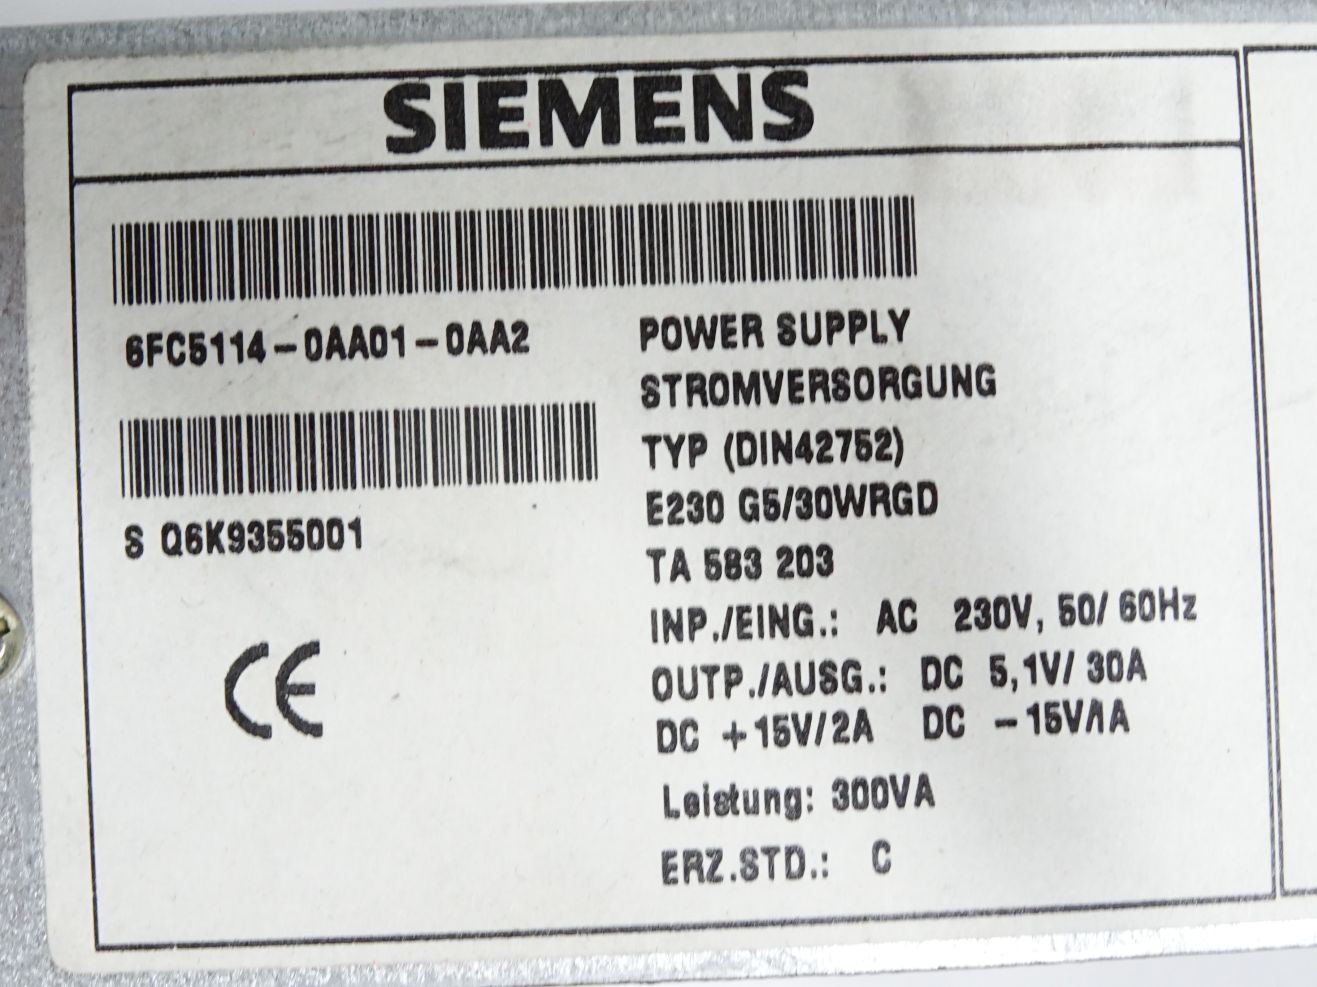 SIEMENS
6FC5114-0AA01-0AA2
S Q6K9355001
CE
POWER SUPPLY
STROMVERSORGUNG
TYP (DIN42752)
E230 G5/30WRGD
TA 583 203
INP./EING.: AC 230V, 50/60Hz
OUTP./AUSG.: DC 5,1V/30A
DC +15V/2A DC -15V/1A
Leistung: 300VA
ERZ.STD.: C